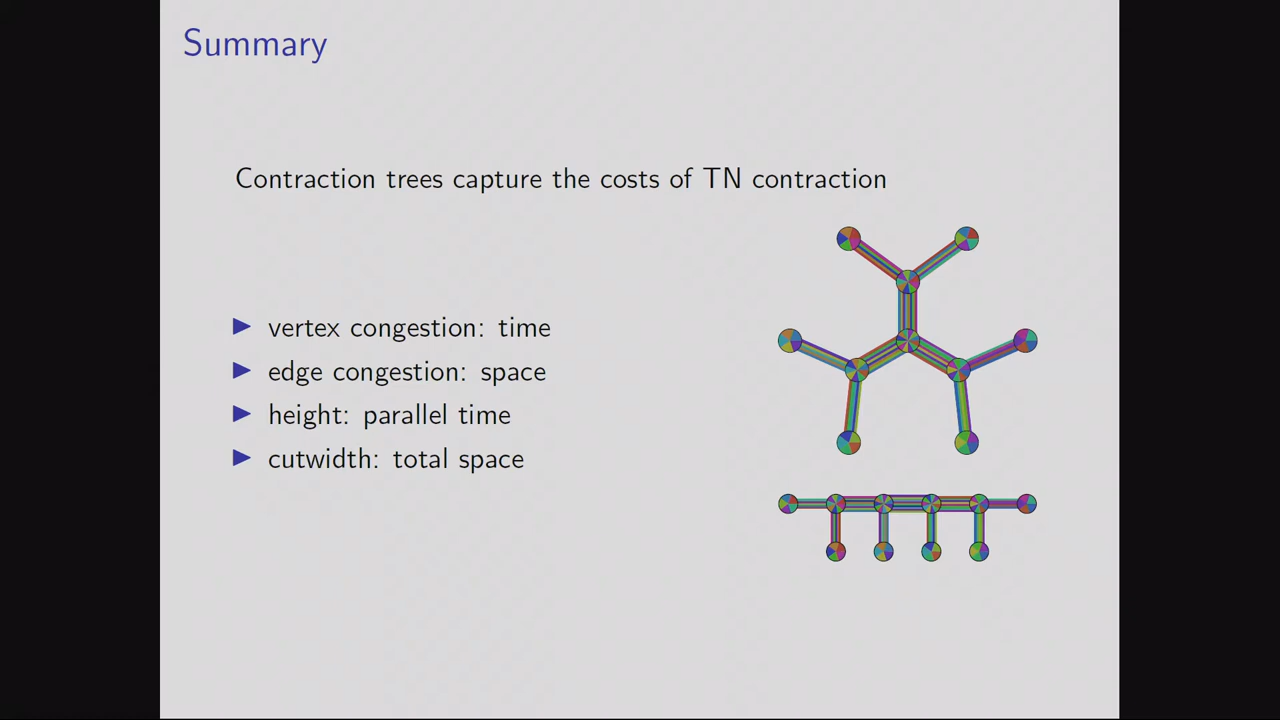 Summary
Contraction trees capture the costs of TN contraction
vertex congestion: time
edge congestion: space
height: parallel time
cutwidth: total space